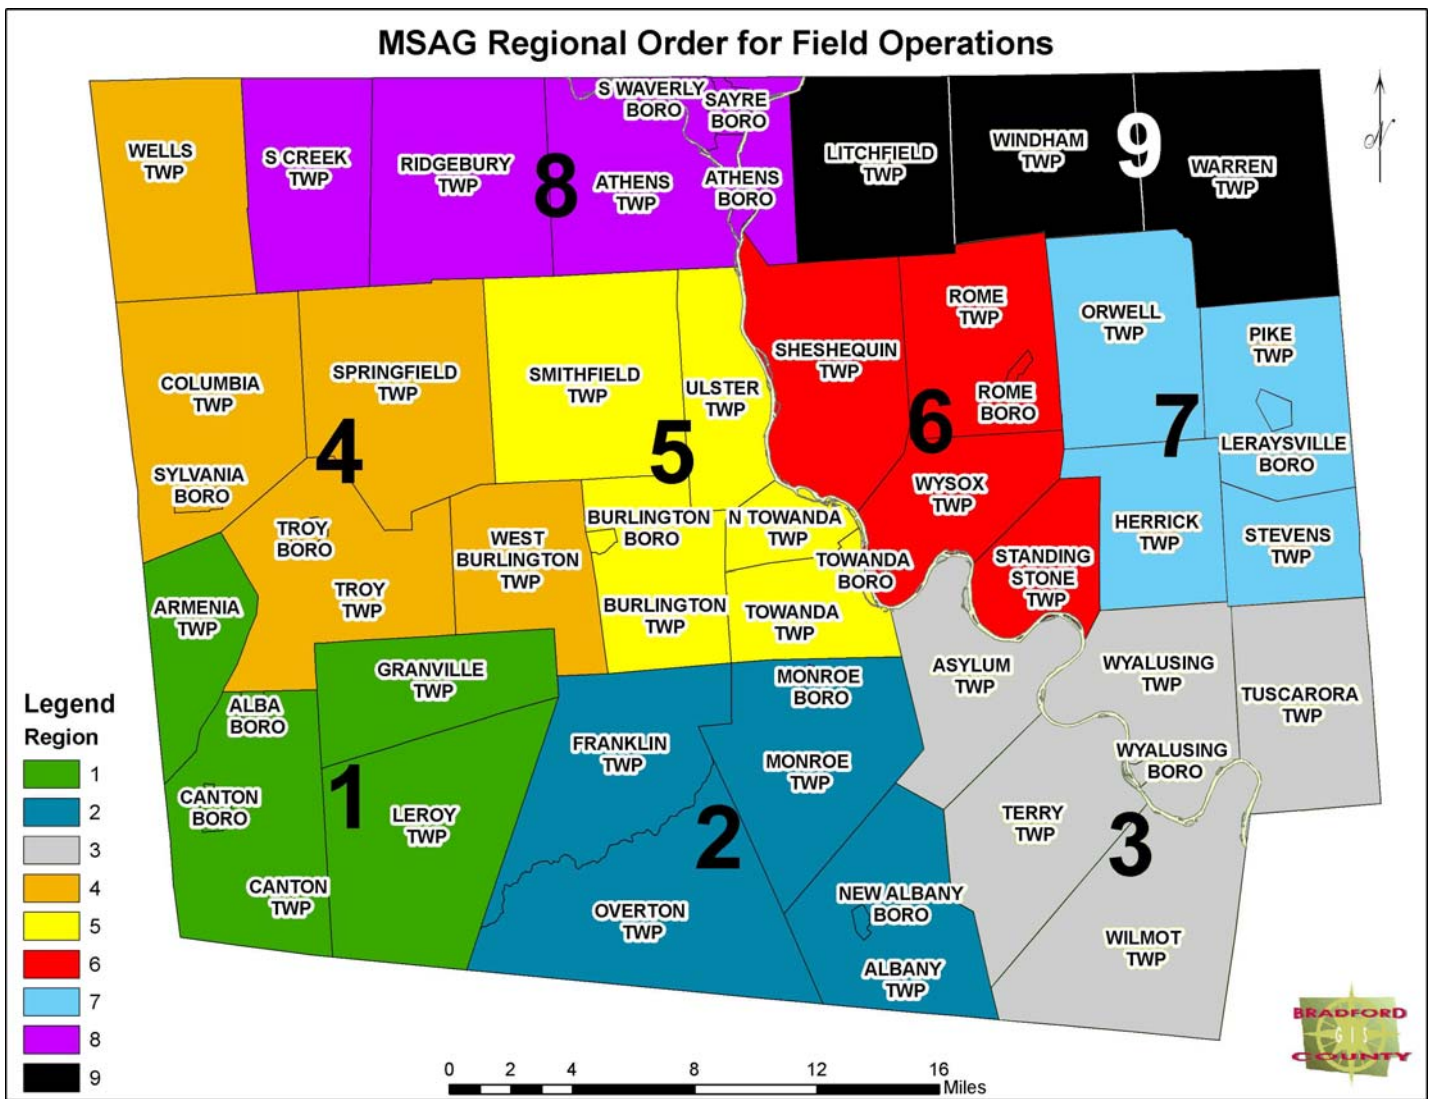 MSAG Regional Order for Field Operations
WELLS
TWP
S CREEK
TWP
RIDGEBURY
TWP
8
S WAVERLY
BORO
SAYRE
BORO
ATHENS
TWP
ATHENS
BORO
LITCHFIELD
TWP
WINDHAM
TWP
9
WARREN
TWP
N
COLUMBIA
TWP
SYLVANIA
BORO
SPRINGFIELD
TWP
4
TROY
BORO
TROY
TWP
WEST
BURLINGTON
TWP
SMITHFIELD
TWP
ULSTER
TWP
5
BURLINGTON
BORO
N TOWANDA
TWP
TOWANDA
BORO
BURLINGTON
TWP
TOWANDA
TWP
SHESHEQUIN
TWP
ROME
TWP
ROME
BORO
6
WYSOX
TWP
STANDING
STONE
TWP
ORWELL
TWP
PIKE
TWP
7
LERAYSVILLE
BORO
HERRICK
TWP
STEVENS
TWP
ARMENIA
TWP
GRANVILLE
TWP
ALBA
BORO
CANTON
BORO
1
LEROY
TWP
CANTON
TWP
FRANKLIN
TWP
MONROE
BORO
MONROE
TWP
2
OVERTON
TWP
NEW ALBANY
BORO
ALBANY
TWP
ASYLUM
TWP
WYALUSING
TWP
TUSCARORA
TWP
WYALUSING
BORO
TERRY
TWP
3
WILMOT
TWP
Legend
Region
1
2
3
4
5
6
7
8
9
0 2 4 8 12 16
Miles
BRADFORD
GIS
COUNTY